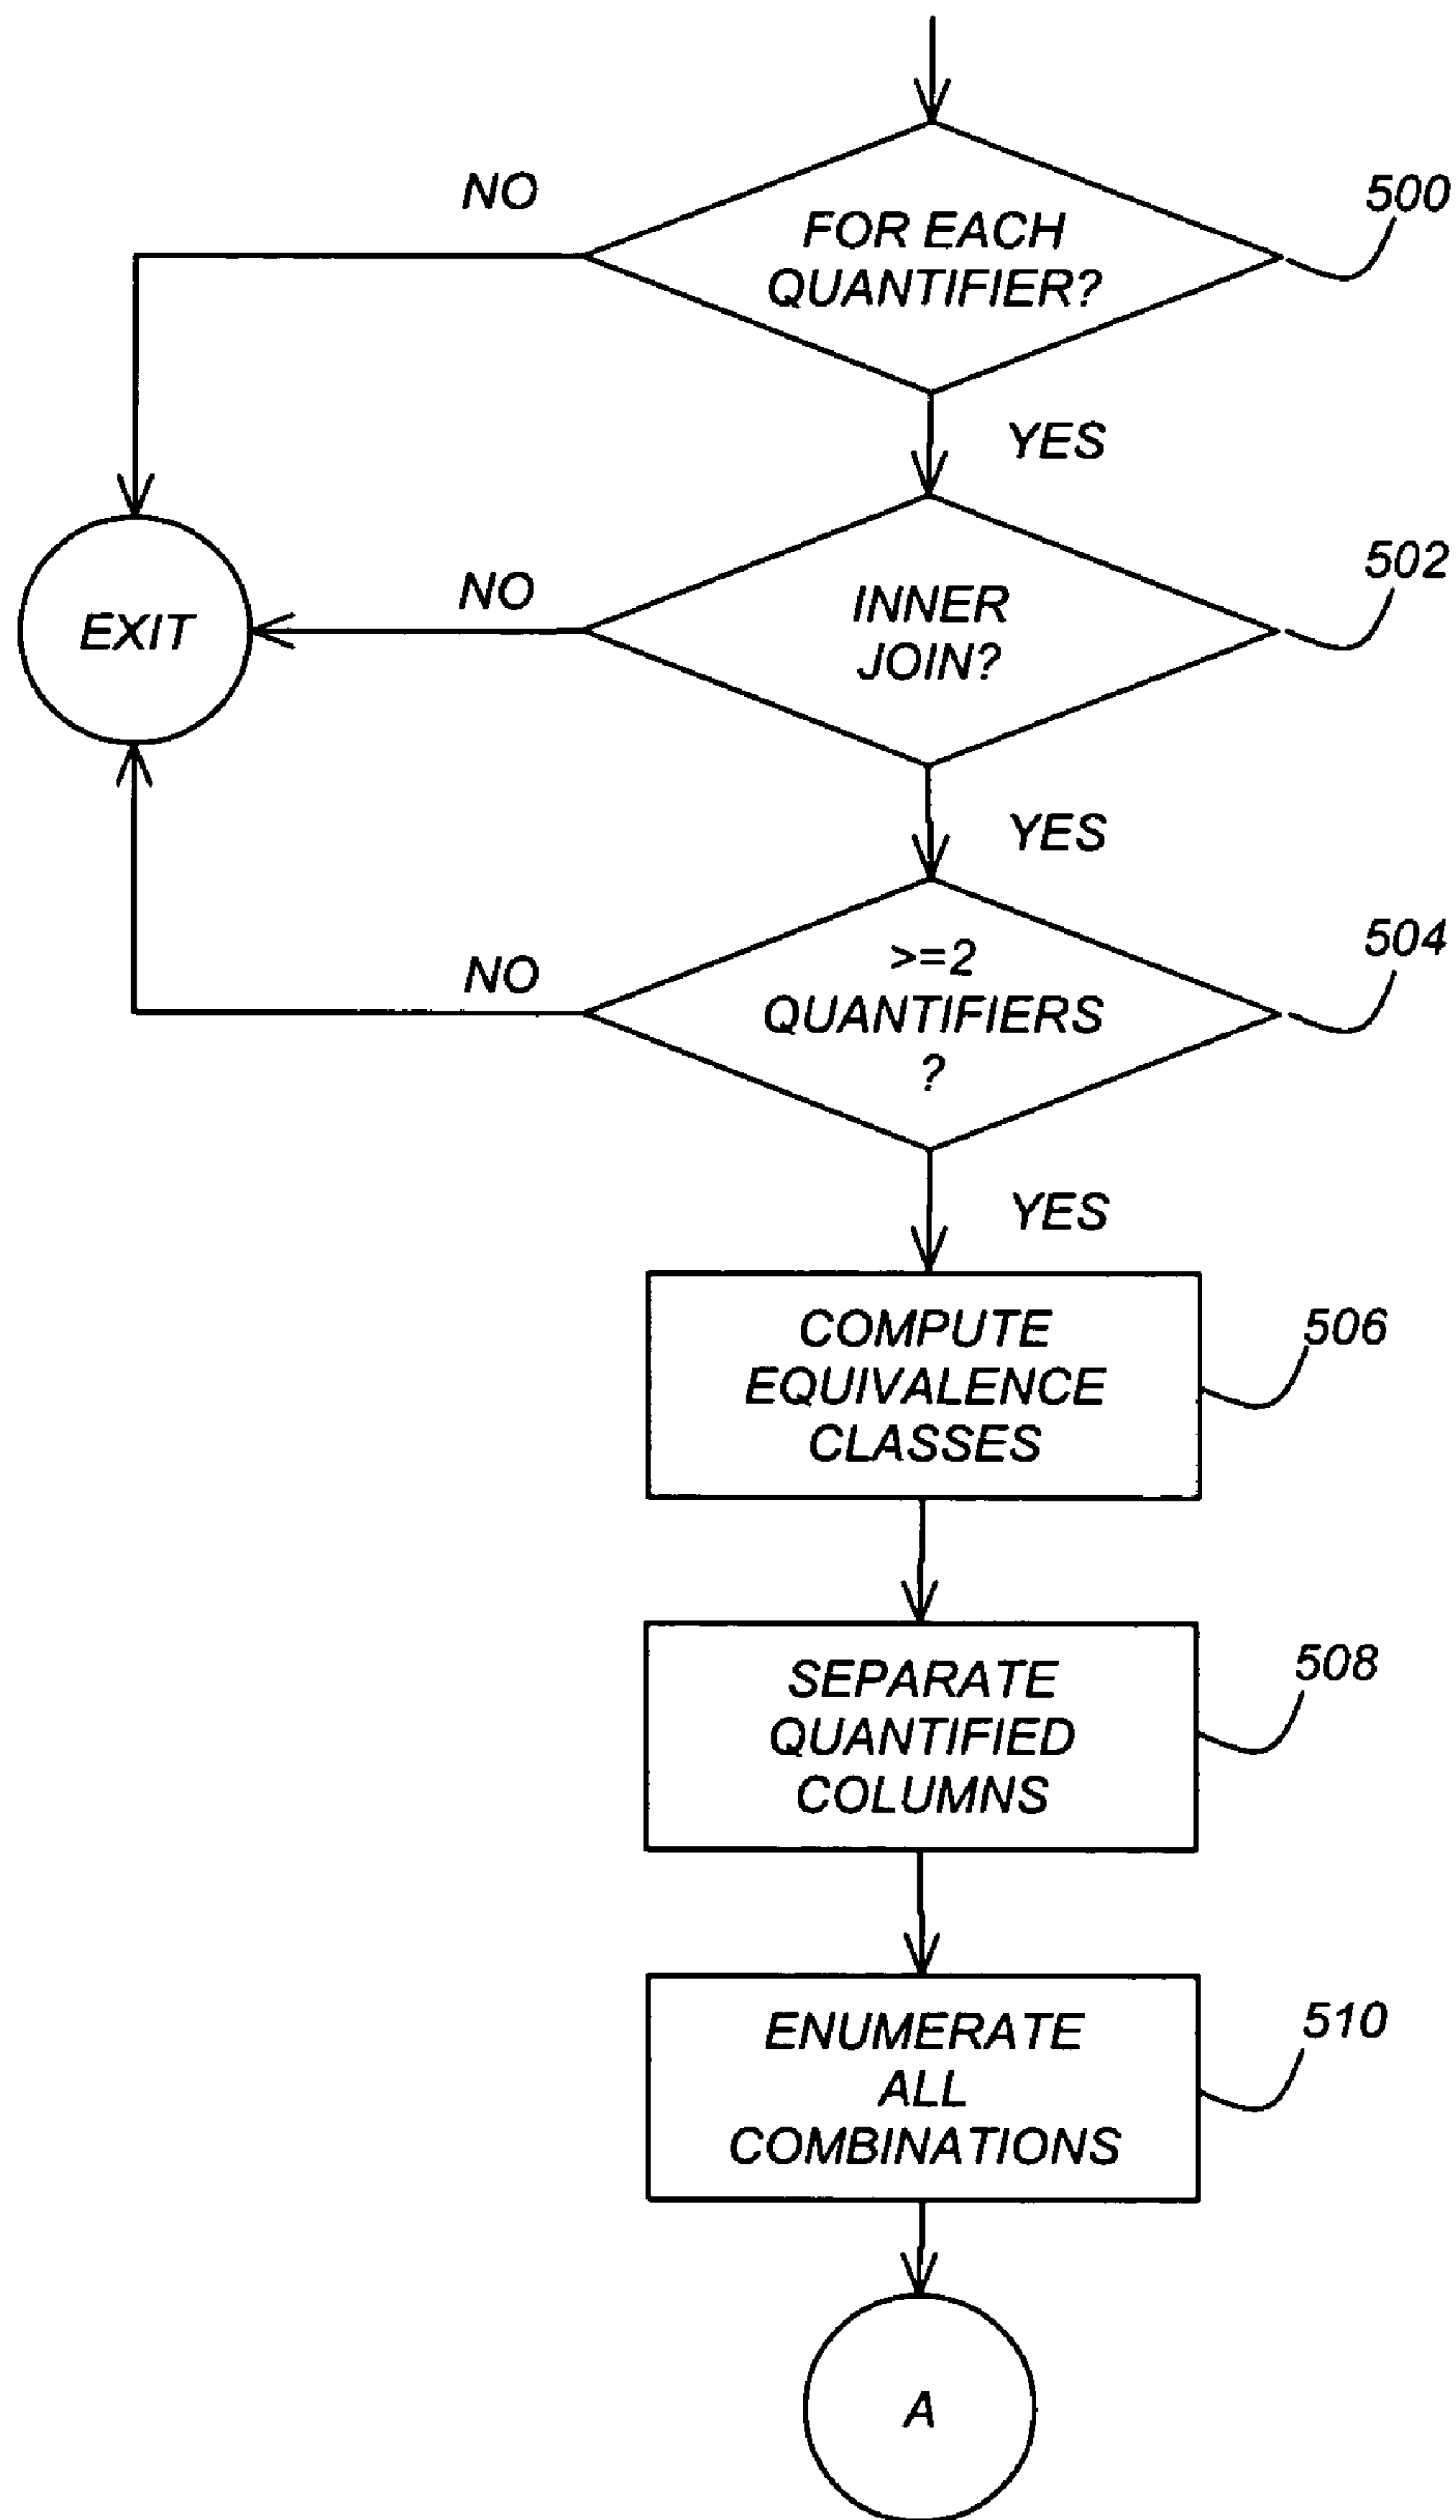 NO
500
FOR EACH
QUANTIFIER?
YES
502
NO
INNER
JOIN?
EXIT
YES
504
>=2
NO
QUANTIFIERS
?
YES
COMPUTE
506
EQUIVALENCE
CLASSES
SEPARATE
508
QUANTIFIED
COLUMNS
ENUMERATE
510
ALL
COMBINATIONS
A